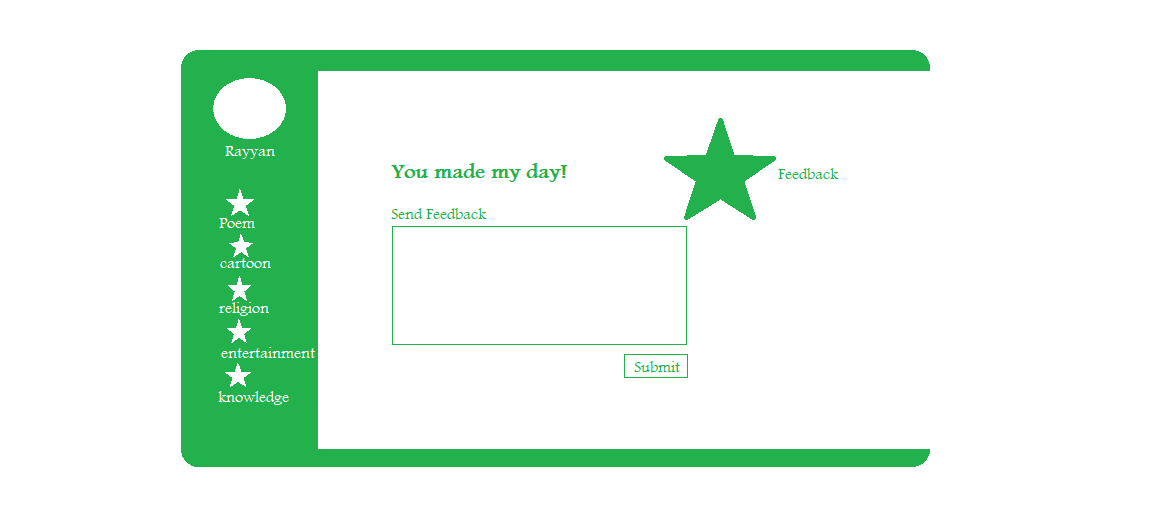 Rayyan
Poem
cartoon
religion
entertainment
knowledge
You made my day!
Feedback
Send Feedback
Submit